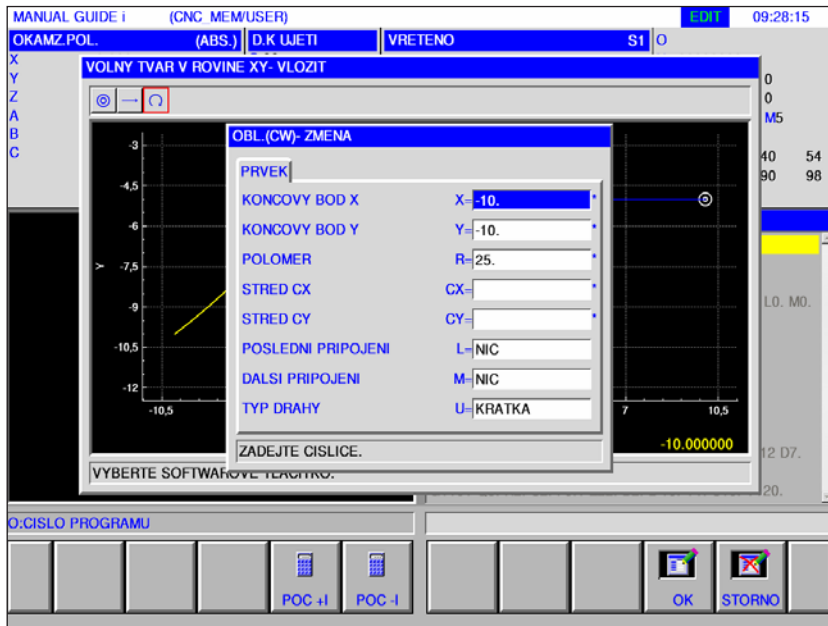 MANUAL GUIDE i (CNC_MEM/USER) EDIT 09:28:15
OKAMZ.POL. (ABS.) D.K UJETI VRETENO S1 O
X
Y
Z
A
B
C
0
0
M5
40 54
90 98
VOLNY TVAR V ROVINE XY- VLOZIT
-3
-4,5
-6
-7,5
-9
-10,5
-12
Y
-10,5
7
10,5
-10.000000
OBL.(CW)- ZMENA
PRVEK
KONCOVY BOD X X=-10. *
KONCOVY BOD Y Y=-10. *
POLOMER R=25. *
STRED CX CX= *
STRED CY CY= *
POSLEDNI PRIPOJENI L=NIC
DALSI PRIPOJENI M=NIC
TYP DRAHY U=KRATKA
ZADEJTE CISLICE.
VYBERTE SOFTWAROVE TLACITKO.
L0. M0.
12 D7.
20.
O:CISLO PROGRAMU
POC +I POC -I OK STORNO